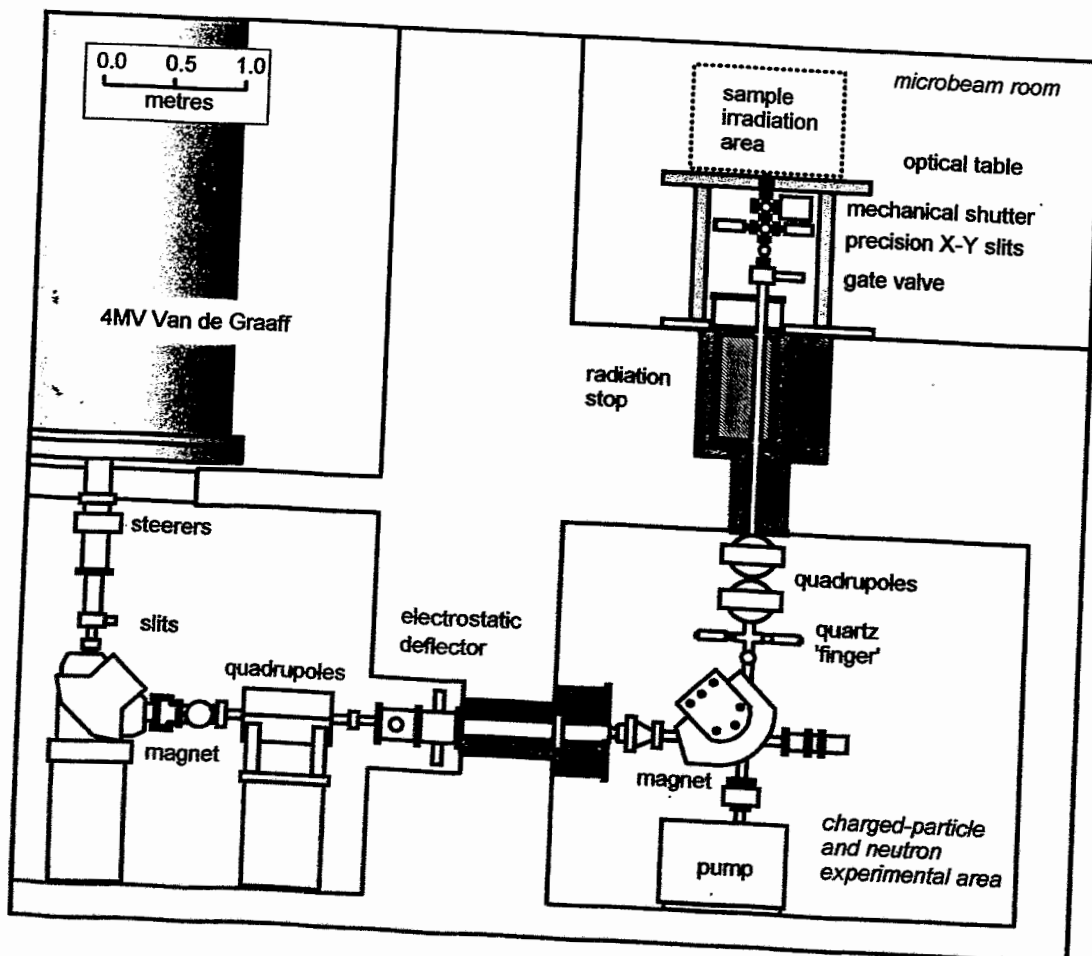 0.0 0.5 1.0
metres
4MV Van de Graaff
steerers
slits
magnet
quadrupoles
electrostatic
deflector
microbeam room
sample
irradiation
area
optical table
mechanical shutter
precision X-Y slits
gate valve
radiation
stop
quadrupoles
quartz
'finger'
magnet
pump
charged-particle
and neutron
experimental area